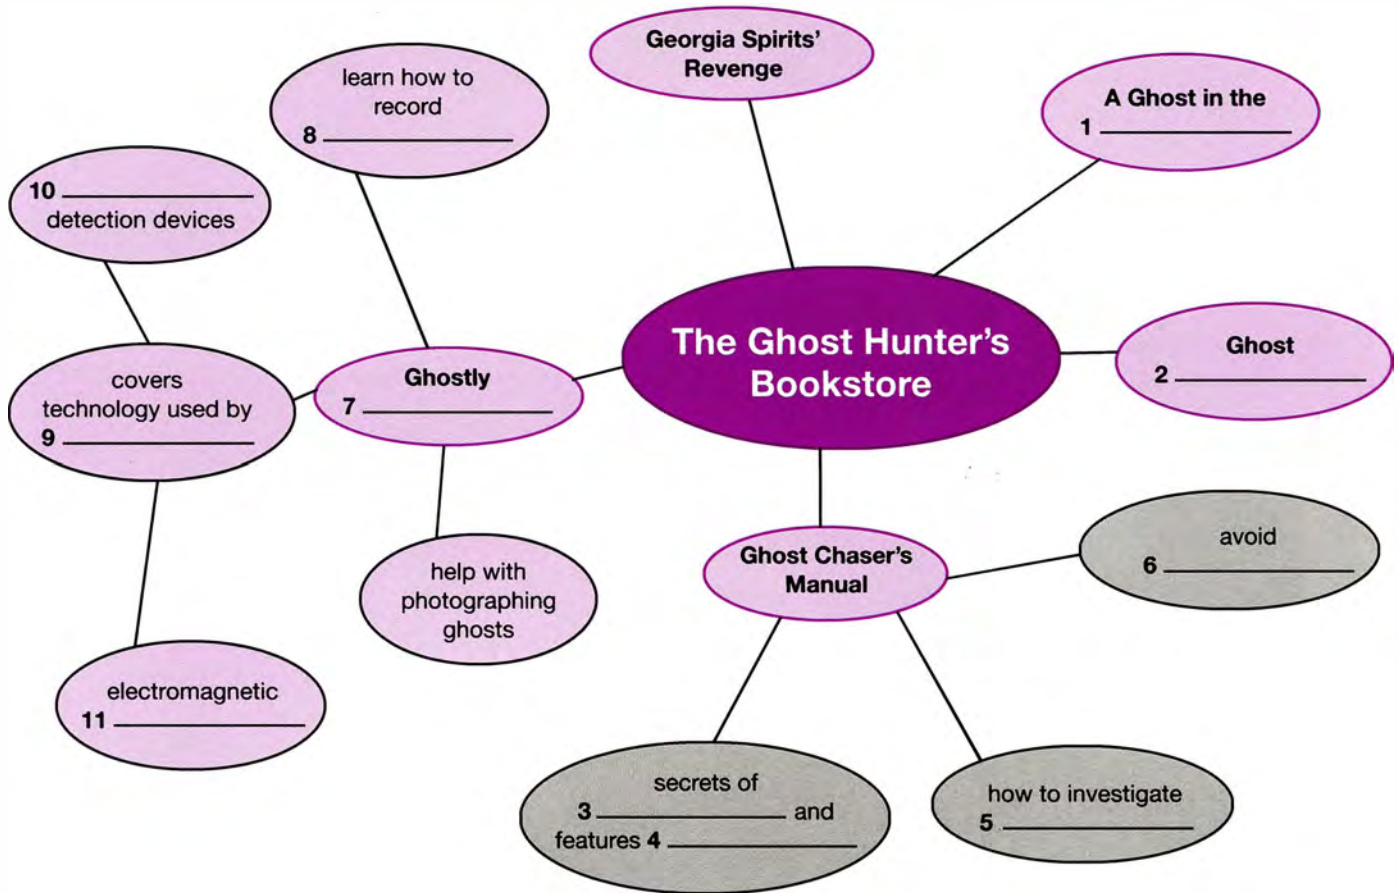 Georgia Spirits'
Revenge
learn how to
record
8
A Ghost in the
1
10
detection devices
The Ghost Hunter's
Bookstore
Ghost
2
Ghostly
7
covers
technology used by
9
avoid
6
Ghost Chaser's
Manual
help with
photographing
ghosts
electromagnetic
11
secrets of
3 and
features 4
how to investigate
5